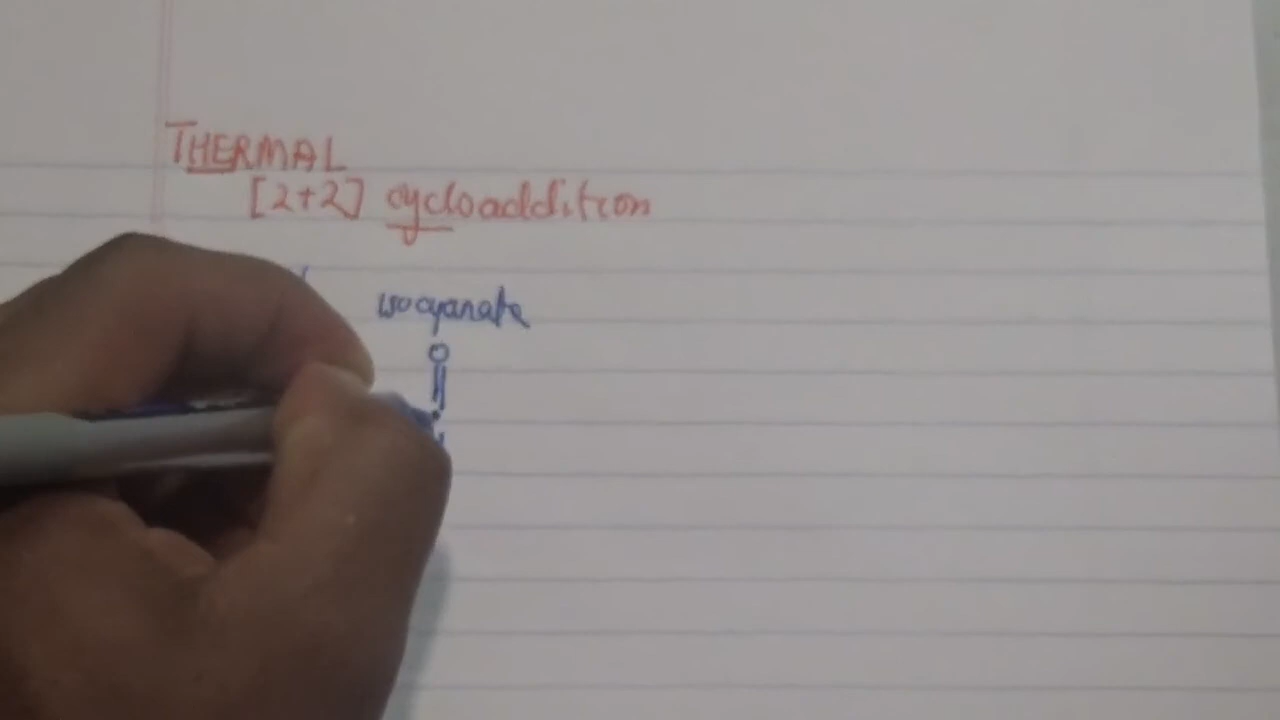 THERMAL
[2+2] cycloaddition
isocyanate
O